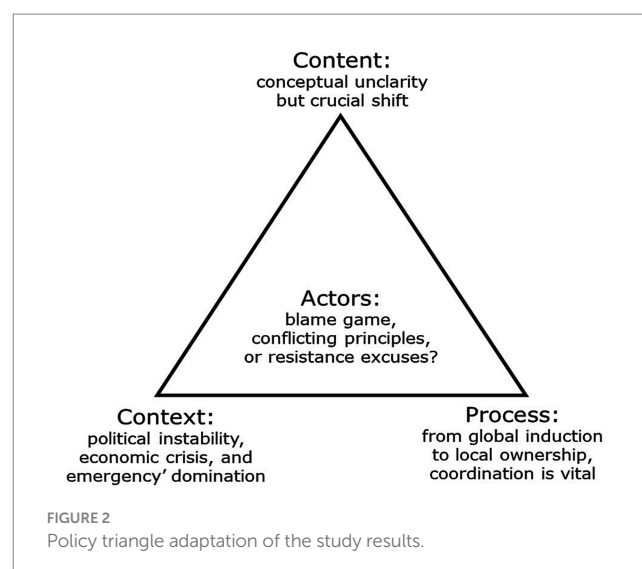 Content:
conceptual unclarity
but crucial shift
Actors:
blame game,
conflicting principles,
or resistance excuses?
Context:
political instability,
economic crisis, and
emergency' domination
Process:
from global induction
to local ownership,
coordination is vital
FIGURE 2
Policy triangle adaptation of the study results.